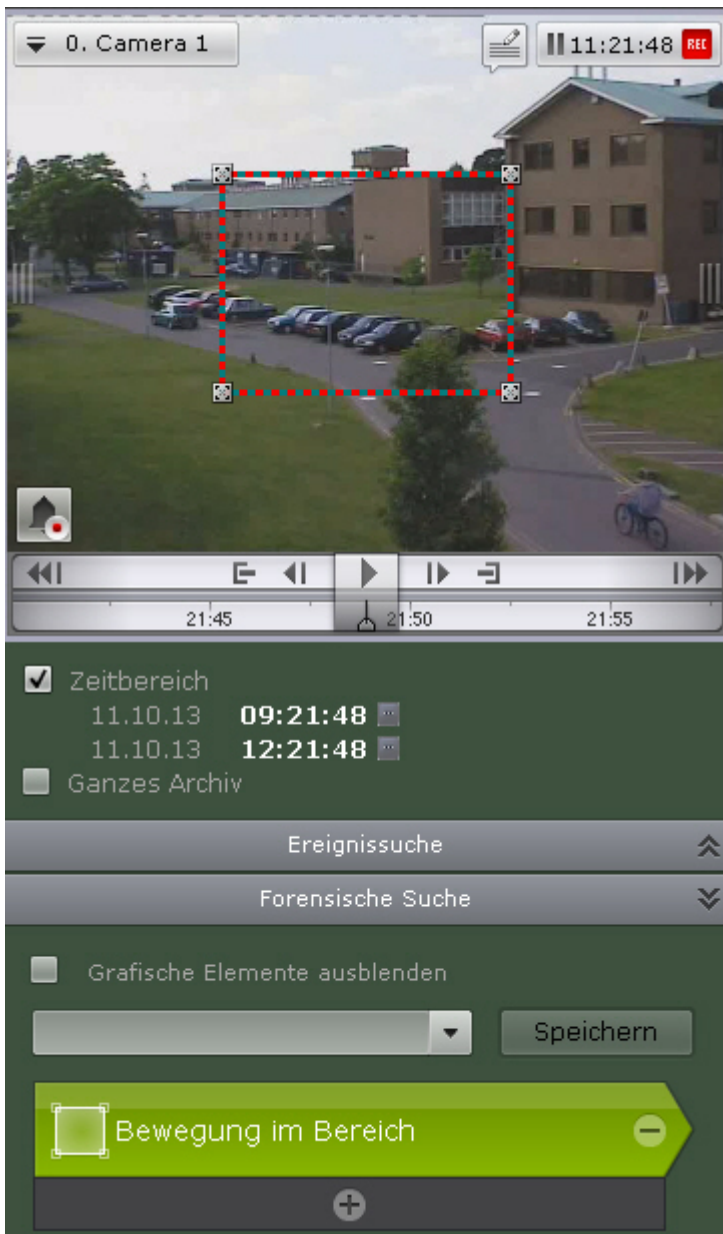 0. Camera 1
11:21:48 REC
21:45 21:50 21:55
Zeitbereich
11.10.13 09:21:48
11.10.13 12:21:48
Ganzes Archiv
Ereignissuche
Forensische Suche
Grafische Elemente ausblenden
Speichern
Bewegung im Bereich